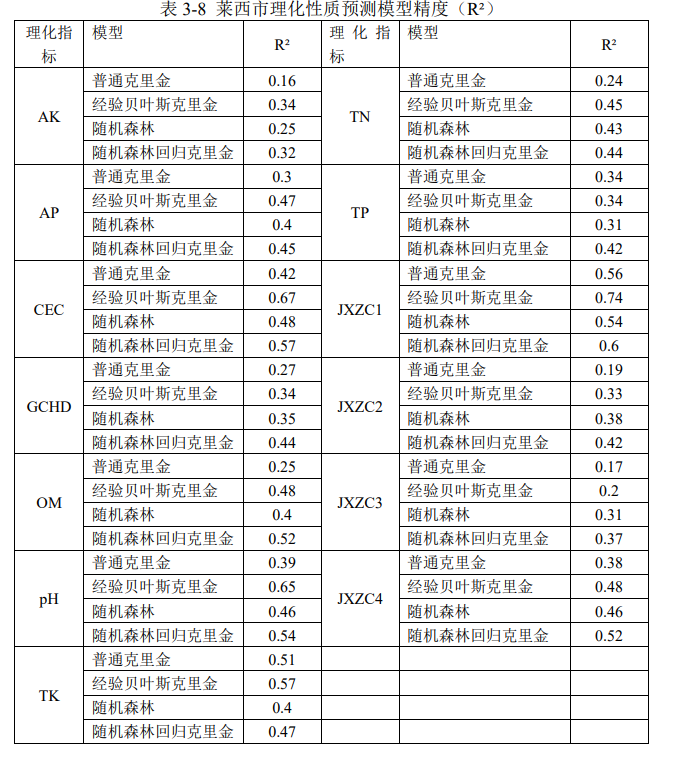 表 3-8 莱西市理化性质预测模型精度（R²）
理化指标 模型 R² 理化指标 模型 R²
AK 普通克里金 0.16 TN 普通克里金 0.24
经验贝叶斯克里金 0.34 经验贝叶斯克里金 0.45
随机森林 0.25 随机森林 0.43
随机森林回归克里金 0.32 随机森林回归克里金 0.44
AP 普通克里金 0.3 TP 普通克里金 0.34
经验贝叶斯克里金 0.47 经验贝叶斯克里金 0.34
随机森林 0.4 随机森林 0.31
随机森林回归克里金 0.45 随机森林回归克里金 0.42
CEC 普通克里金 0.42 JXZC1 普通克里金 0.56
经验贝叶斯克里金 0.67 经验贝叶斯克里金 0.74
随机森林 0.48 随机森林 0.54
随机森林回归克里金 0.57 随机森林回归克里金 0.6
GCHD 普通克里金 0.27 JXZC2 普通克里金 0.19
经验贝叶斯克里金 0.34 经验贝叶斯克里金 0.33
随机森林 0.35 随机森林 0.38
随机森林回归克里金 0.44 随机森林回归克里金 0.42
OM 普通克里金 0.25 JXZC3 普通克里金 0.17
经验贝叶斯克里金 0.48 经验贝叶斯克里金 0.2
随机森林 0.4 随机森林 0.31
随机森林回归克里金 0.52 随机森林回归克里金 0.37
pH 普通克里金 0.39 JXZC4 普通克里金 0.38
经验贝叶斯克里金 0.65 经验贝叶斯克里金 0.48
随机森林 0.46 随机森林 0.46
随机森林回归克里金 0.54 随机森林回归克里金 0.52
TK 普通克里金 0.51
经验贝叶斯克里金 0.57
随机森林 0.4
随机森林回归克里金 0.47